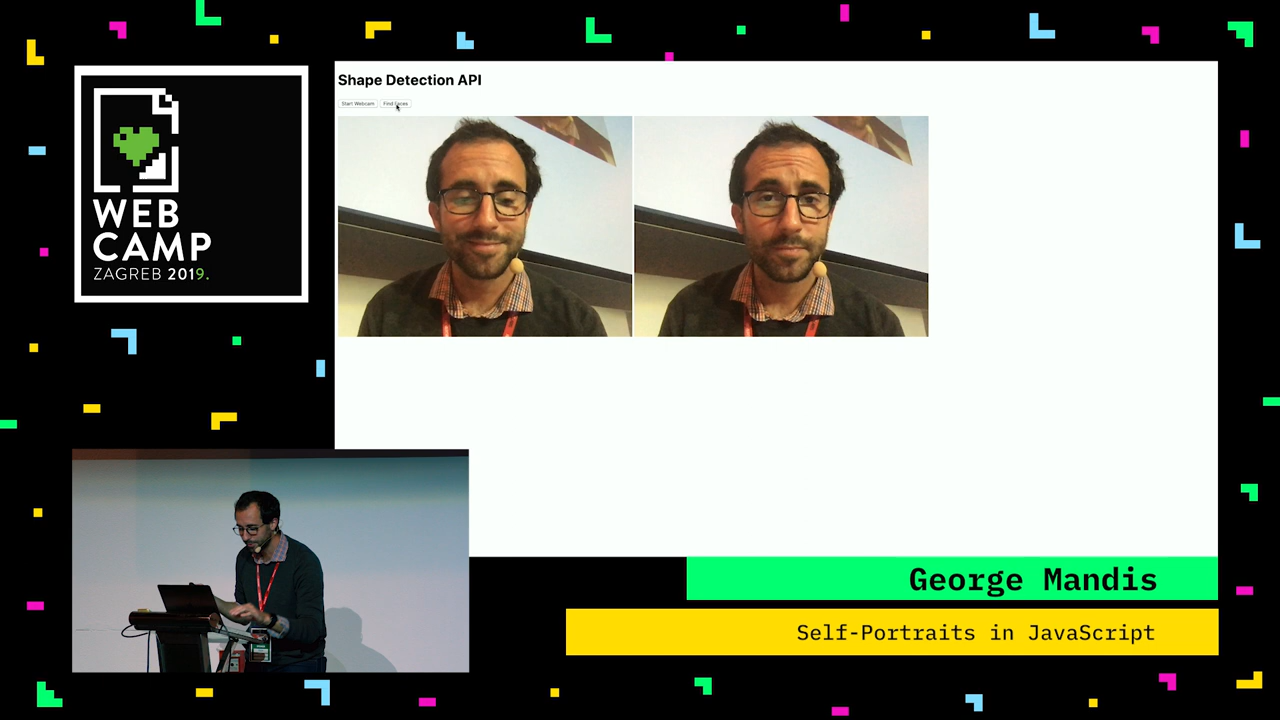 Shape Detection API
Start Webcam Find Faces
WEB
CAMP
ZAGREB 2019.
George Mandis
Self-Portraits in JavaScript